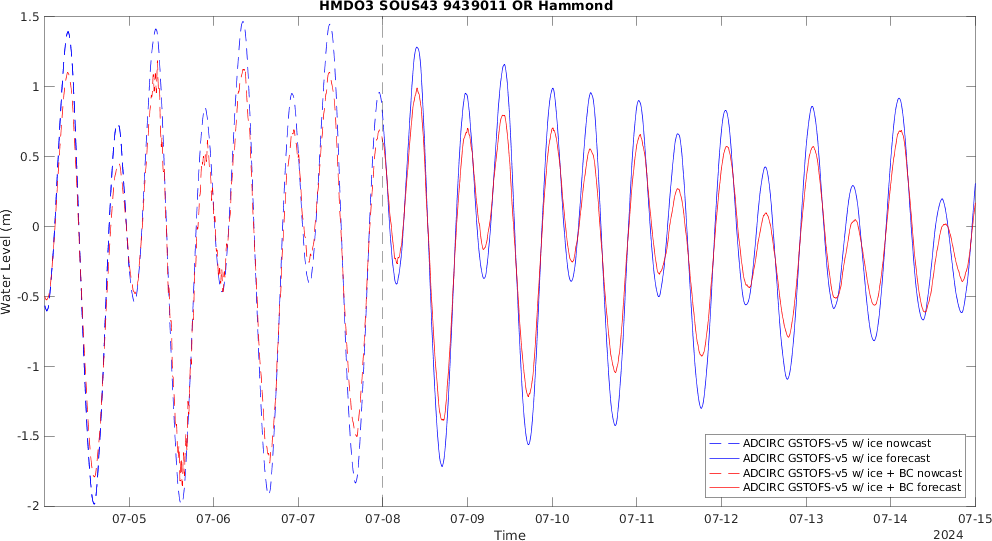 HMDO3 SOUS43 9439011 OR Hammond
1.5
1
0.5
0
-0.5
-1
-1.5
-2
Water Level (m)
ADCIRC GSTOFS-v5 w/ ice nowcast
ADCIRC GSTOFS-v5 w/ ice forecast
ADCIRC GSTOFS-v5 w/ ice + BC nowcast
ADCIRC GSTOFS-v5 w/ ice + BC forecast
07-05 07-06 07-07 07-08 07-09 07-10 07-11 07-12 07-13 07-14 07-15
Time
2024